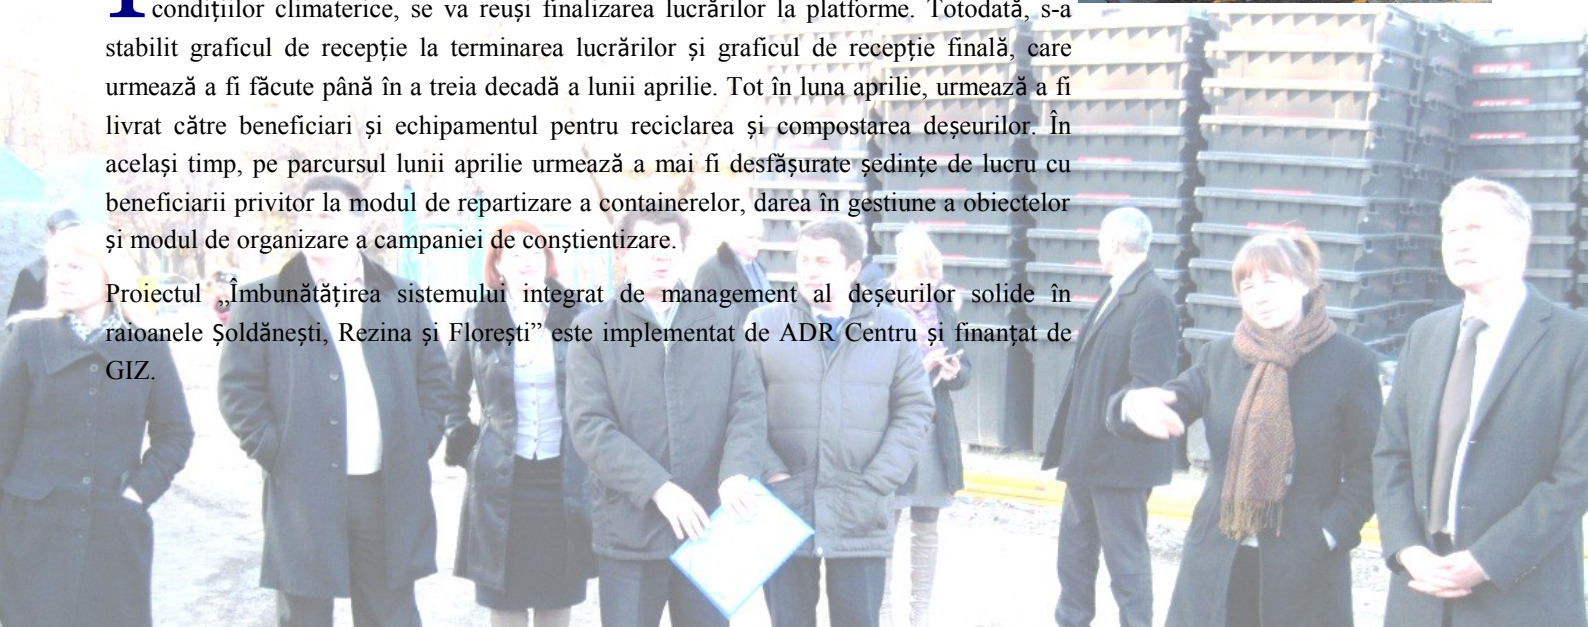 condițiilor climaterice, se va reuși finalizarea lucrărilor la platforme. Totodată, s-a
stabilit graficul de recepție la terminarea lucrărilor și graficul de recepție finală, care
urmează a fi făcute până în a treia decadă a lunii aprilie. Tot în luna aprilie, urmează a fi
livrat către beneficiari și echipamentul pentru reciclarea și compostarea deșeurilor. În
același timp, pe parcursul lunii aprilie urmează a mai fi desfășurate ședințe de lucru cu
beneficiarii privitor la modul de repartizare a containerelor, darea în gestiune a obiectelor
și modul de organizare a campaniei de conștientizare.
Proiectul „Îmbunătățirea sistemului integrat de management al deșeurilor solide în
raioanele Șoldănești, Rezina și Florești” este implementat de ADR Centru și finanțat de
GIZ.